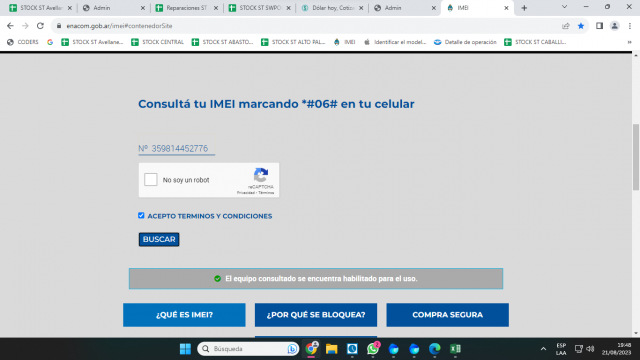 STOCK ST Avellan
Admin
Reparaciones ST
STOCK ST SWPO
Dólar hoy, Cotiz
Admin
IMEI
enacom.gob.ar/imei#contenedorSite
CODERS
STOCK ST Avellane...
STOCK CENTRAL
STOCK ST ABASTO...
STOCK ST ALTO PAL...
IMEI
Identificar el model...
Detalle de operación
STOCK ST CABALLI...
Consultá tu IMEI marcando *#06# en tu celular
Nº 359814452776
No soy un robot
reCAPTCHA
Privacidad - Términos
ACEPTO TERMINOS Y CONDICIONES
BUSCAR
El equipo consultado se encuentra habilitado para el uso.
¿QUÉ ES IMEI?
¿POR QUÉ SE BLOQUEA?
COMPRA SEGURA
Búsqueda
ESP
LAA
19:48
21/08/2023